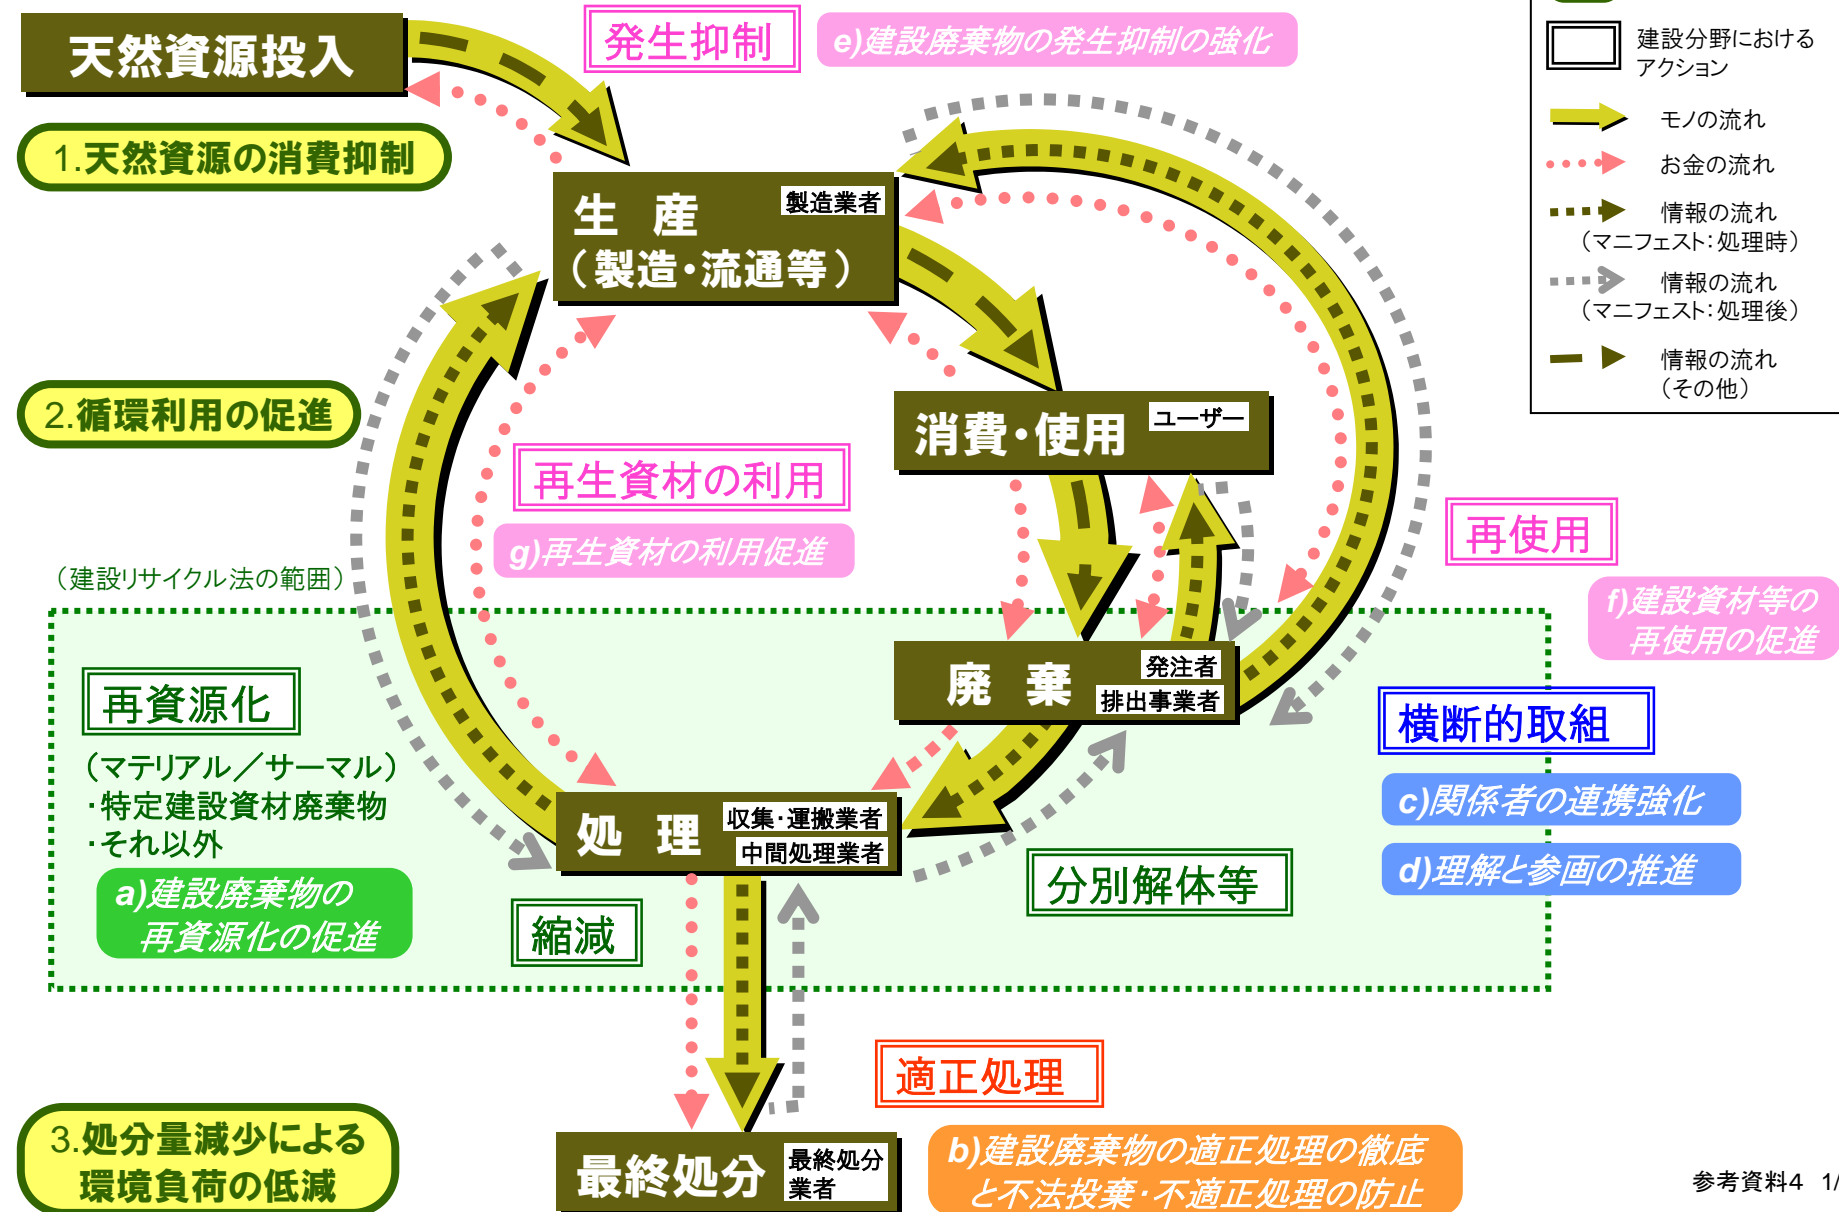 天然資源投入
発生抑制
e)建設廃棄物の発生抑制の強化
建設分野における
アクション
モノの流れ
お金の流れ
情報の流れ
（マニフェスト：処理時）
情報の流れ
（マニフェスト：処理後）
情報の流れ
（その他）
1.天然資源の消費抑制
生　産
製造業者
（製造・流通等）
2.循環利用の促進
消費・使用
ユーザー
再生資材の利用
g)再生資材の利用促進
再使用
f)建設資材等の
再使用の促進
（建設リサイクル法の範囲）
廃　棄
発注者
排出事業者
再資源化
（マテリアル／サーマル）
・特定建設資材廃棄物
・それ以外
a)建設廃棄物の
再資源化の促進
横断的取組
c)関係者の連携強化
d)理解と参画の推進
処　理
収集・運搬業者
中間処理業者
分別解体等
縮減
適正処理
b)建設廃棄物の適正処理の徹底
と不法投棄・不適正処理の防止
3.処分量減少による
環境負荷の低減
最終処分
最終処分
業者
参考資料４　1/